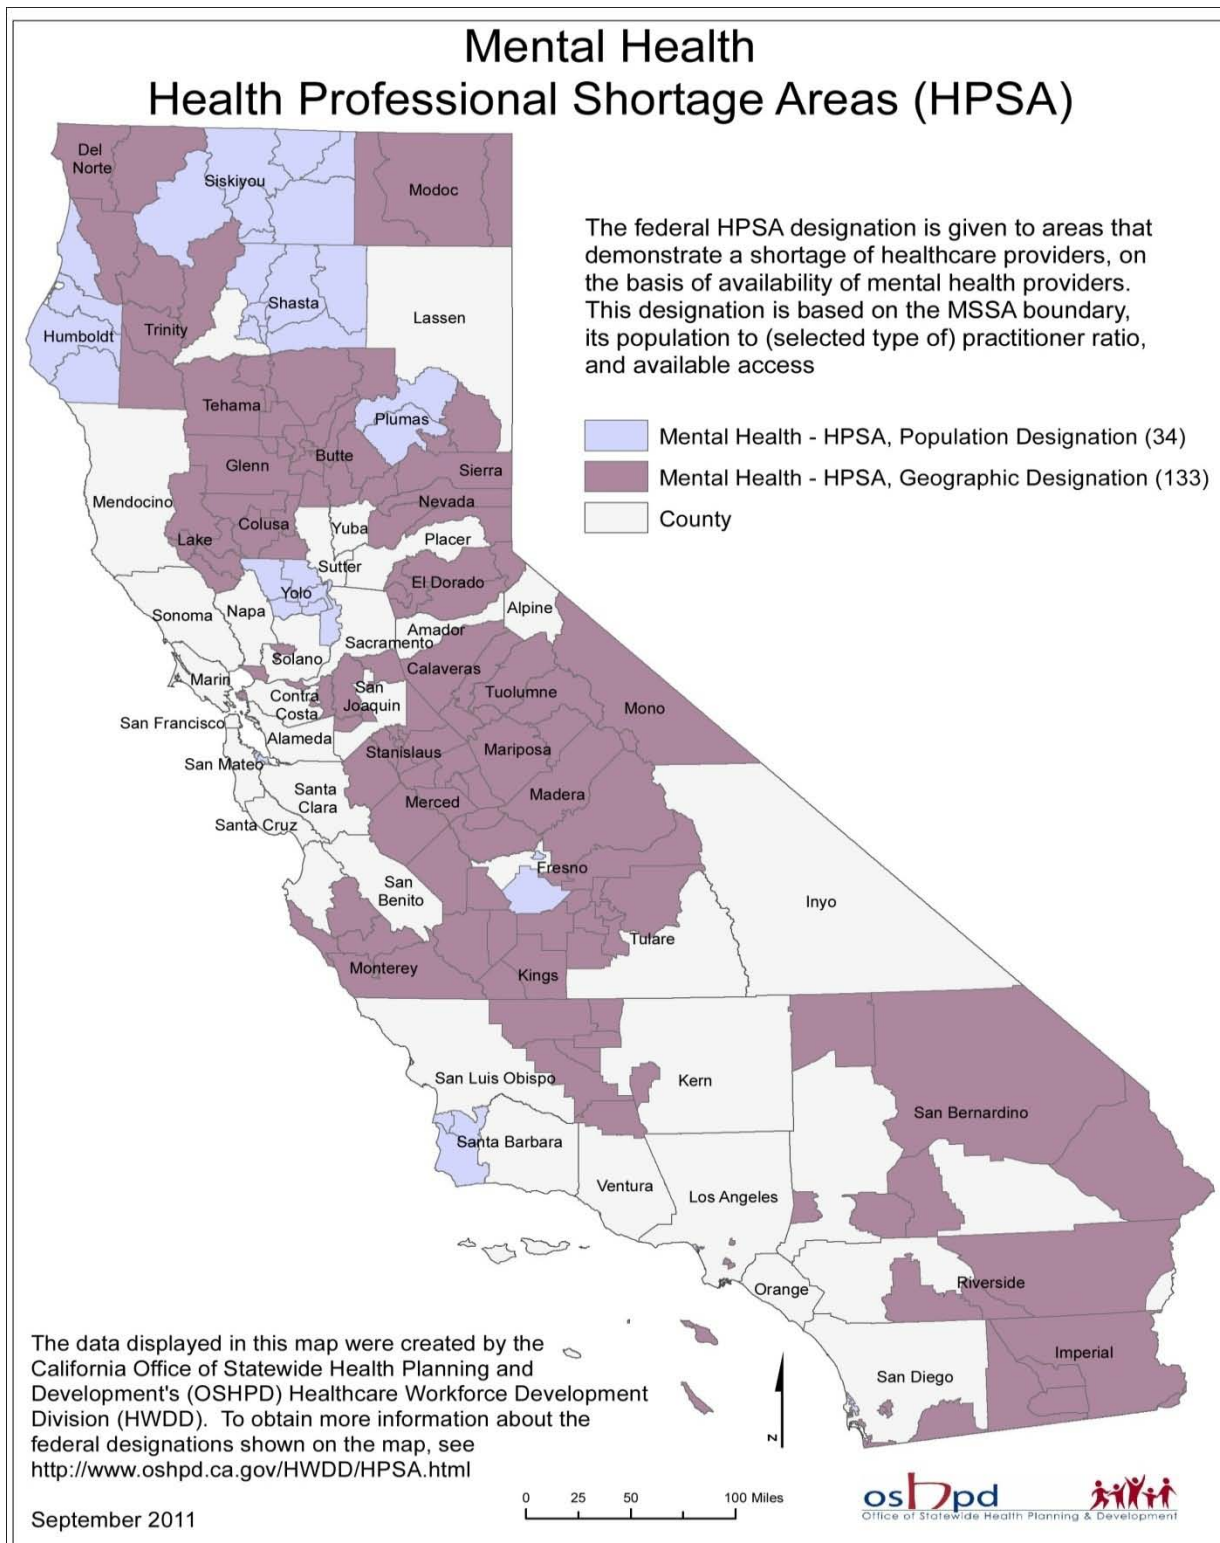 Mental Health
Health Professional Shortage Areas (HPSA)
Del
Norte
Siskiyou
Modoc
The federal HPSA designation is given to areas that
demonstrate a shortage of healthcare providers, on
the basis of availability of mental health providers.
This designation is based on the MSSA boundary,
its population to (selected type of) practitioner ratio,
and available access
Shasta
Lassen
Humboldt
Trinity
Tehama
Plumas
Mental Health - HPSA, Population Designation (34)
Butte
Glenn
Sierra
Mental Health - HPSA, Geographic Designation (133)
Mendocino
Nevada
County
Colusa
Yuba
Lake
Placer
Sutter
El Dorado
Yolo
Sonoma
Napa
Alpine
Amador
Sacramento
Solano
Calaveras
Marin
Contra
Costa
San
Joaquin
Tuolumne
Mono
San Francisco
Alameda
Stanislaus
Mariposa
San Mateo
Santa
Clara
Merced
Madera
Santa Cruz
Fresno
San
Benito
Inyo
Tulare
Monterey
Kings
San Luis Obispo
Kern
San Bernardino
Santa Barbara
Ventura
Los Angeles
Orange
Riverside
Imperial
San Diego
The data displayed in this map were created by the
California Office of Statewide Health Planning and
Development's (OSHPD) Healthcare Workforce Development
Division (HWDD). To obtain more information about the
federal designations shown on the map, see
http://www.oshpd.ca.gov/HWDD/HPSA.html
September 2011
N
0 25 50 100 Miles
oshpd
Office of Statewide Health Planning & Development